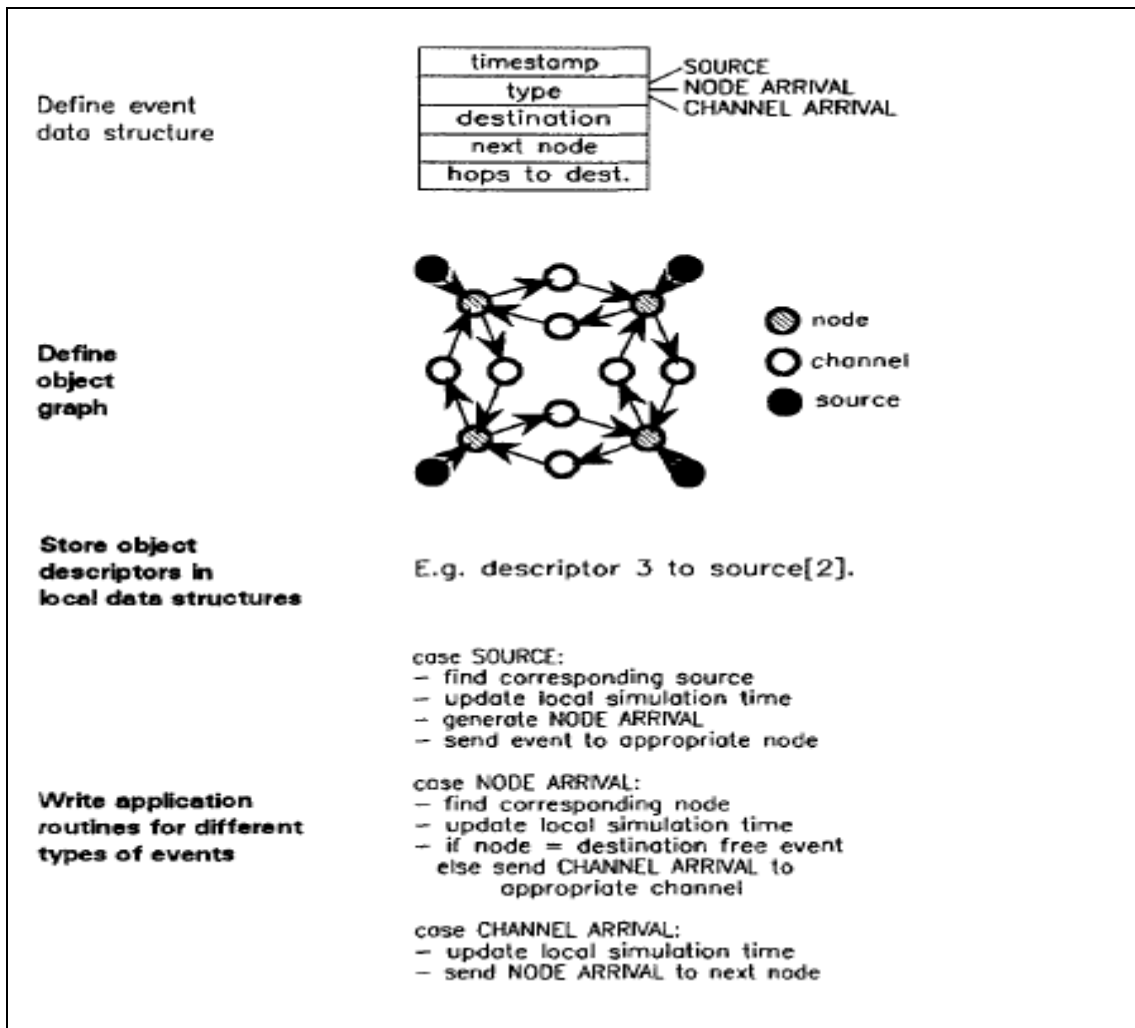 Define event
data structure
timestamp
type
destination
next node
hops to dest.
SOURCE
NODE ARRIVAL
CHANNEL ARRIVAL
Define
object
graph
node
channel
source
Store object
descriptors in
local data structures
E.g. descriptor 3 to source[2].
Write application
routines for different
types of events
case SOURCE:
– find corresponding source
– update local simulation time
– generate NODE ARRIVAL
– send event to appropriate node
case NODE ARRIVAL:
– find corresponding node
– update local simulation time
– if node = destination free event
else send CHANNEL ARRIVAL to
appropriate channel
case CHANNEL ARRIVAL:
– update local simulation time
– send NODE ARRIVAL to next node